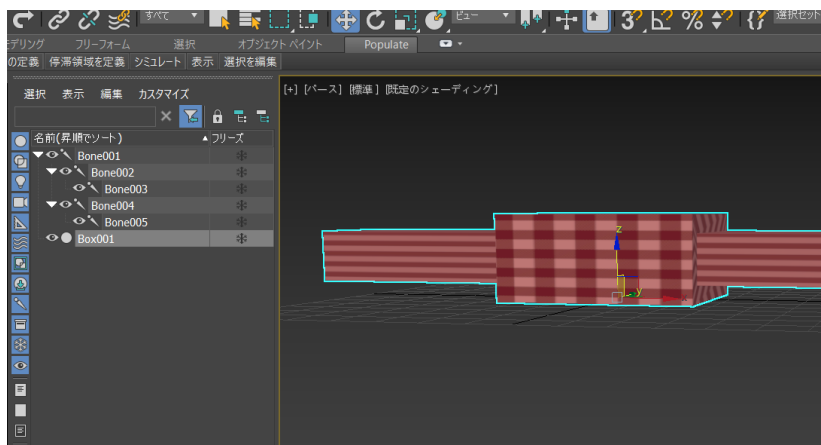 すべて
ビュー
選択セット
モデリング フリーフォーム 選択 オブジェクト ペイント Populate
の定義 停滞領域を定義 シミュレート 表示 選択を編集
選択 表示 編集 カスタマイズ
[+] [パース] [標準] [既定のシェーディング]
名前(昇順でソート) フリーズ
Bone001
Bone002
Bone003
Bone004
Bone005
Box001
z
y